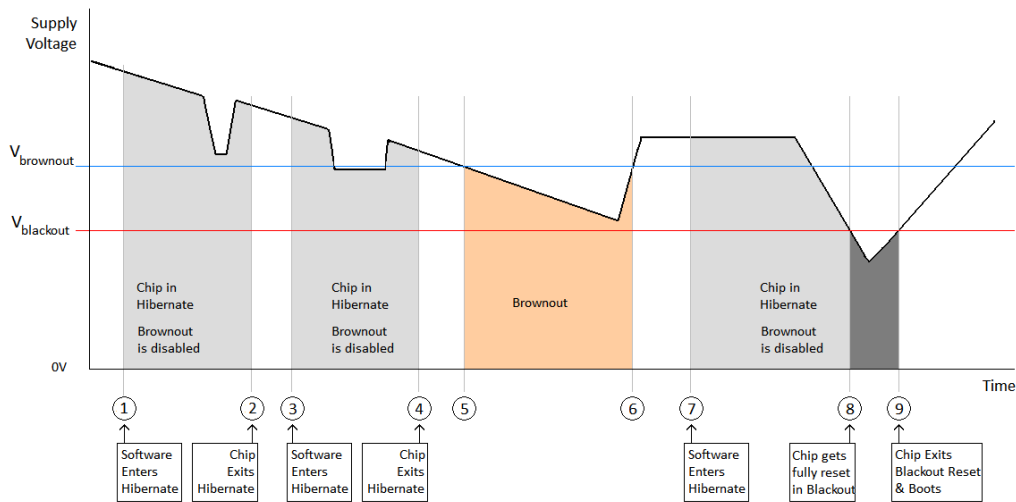 Supply
Voltage
Vbrownout
Vblackout
0V
Time
Chip in
Hibernate
Brownout
is disabled
Chip in
Hibernate
Brownout
is disabled
Brownout
Chip in
Hibernate
Brownout
is disabled
1
2
3
4
5
6
7
8
9
Software
Enters
Hibernate
Chip
Exits
Hibernate
Software
Enters
Hibernate
Chip
Exits
Hibernate
Software
Enters
Hibernate
Chip gets
fully reset
in Blackout
Chip Exits
Blackout Reset
& Boots